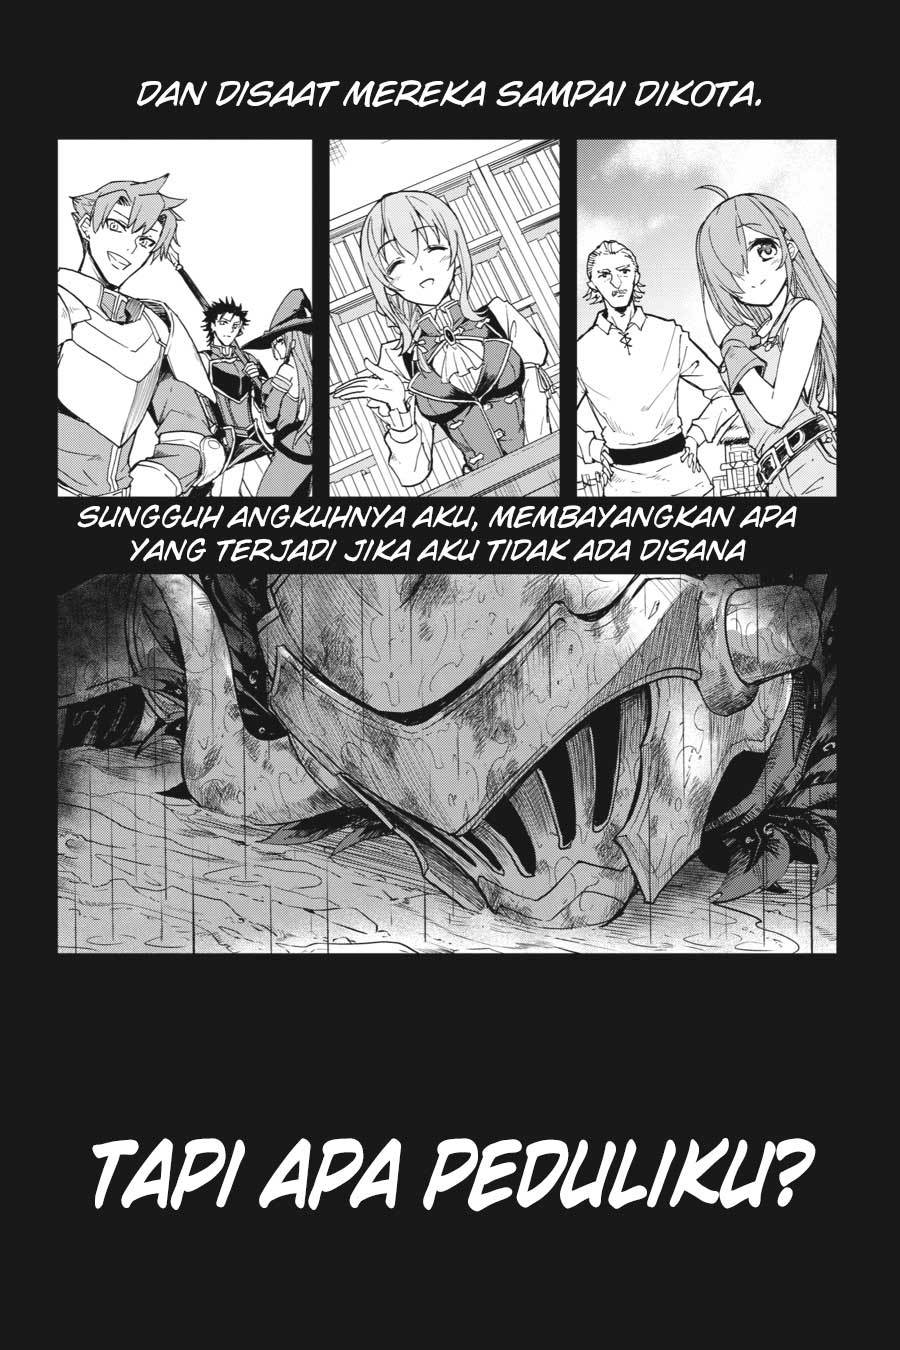 DAN DISAAT MEREKA SAMPAI DIKOTA.
SUNGGUH ANGKUHNYA AKU, MEMBAYANGKAN APA
YANG TERJADI JIKA AKU TIDAK ADA DISANA
TAPI APA PEDULIKU?